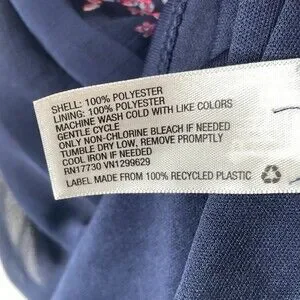 SHELL: 100% POLYESTER
LINING: 100% POLYESTER
MACHINE WASH COLD WITH LIKE COLORS
GENTLE CYCLE
ONLY NON-CHLORINE BLEACH IF NEEDED
TUMBLE DRY LOW, REMOVE PROMPTLY
COOL IRON IF NEEDED
RN17730 VN1299629
LABEL MADE FROM 100% RECYCLED PLASTIC